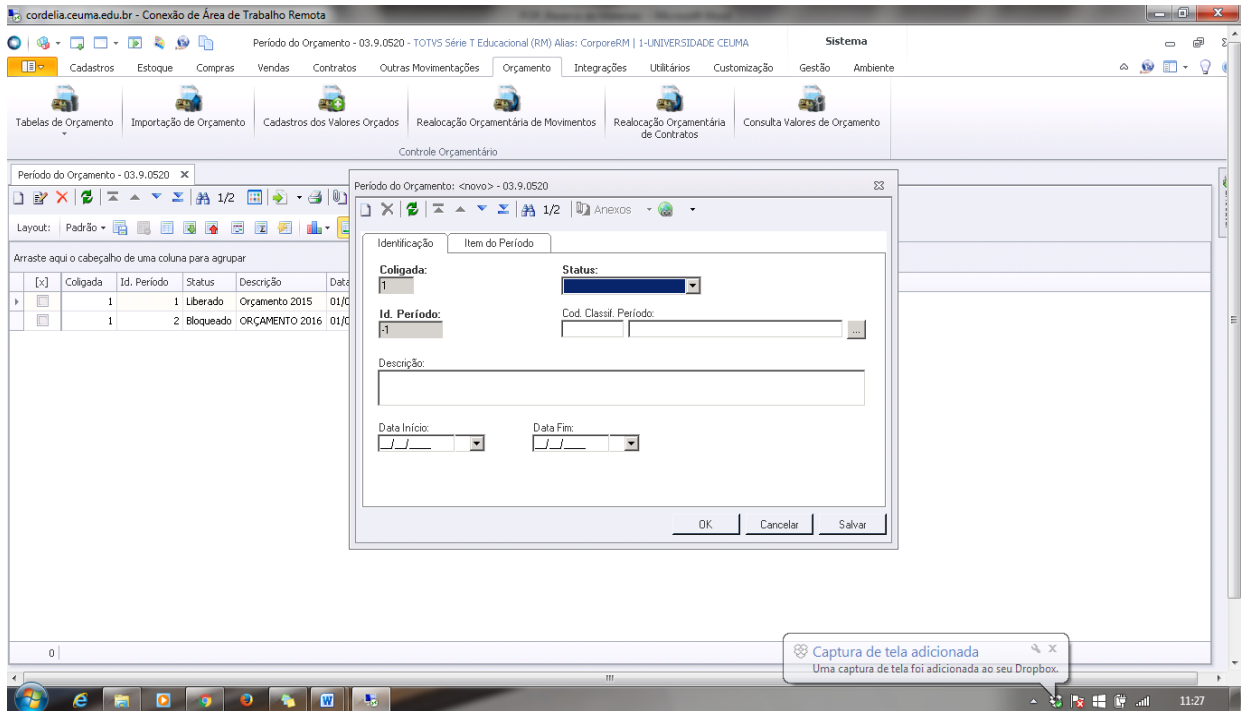 cordelia.ceuma.edu.br - Conexão de Área de Trabalho Remota
Período do Orçamento - 03.9.0520 - TOTVS Série T Educacional (RM) Alias: CorporeRM | 1-UNIVERSIDADE CEUMA
Sistema
Cadastros Estoque Compras Vendas Contratos Outras Movimentações Orçamento Integrações Utilitários Customização Gestão Ambiente
Tabelas de Orçamento Importação de Orçamento Cadastros dos Valores Orçados Realocação Orçamentária de Movimentos Realocação Orçamentária de Contratos Consulta Valores de Orçamento
Controle Orçamentário
Período do Orçamento - 03.9.0520
1/2
Layout: Padrão
Arraste aqui o cabeçalho de uma coluna para agrupar
[x] Coligada Id. Período Status Descrição Data
1 1 Liberado Orçamento 2015 01/0
1 2 Bloqueado ORÇAMENTO 2016 01/0
0
Período do Orçamento: <novo> - 03.9.0520
1/2 Anexos
Identificação Item do Período
Coligada: Status:
1
Id. Período: Cod. Classif. Período:
-1 ...
Descrição:
Data Início: Data Fim:
__/__/____ __/__/____
OK Cancelar Salvar
Captura de tela adicionada
Uma captura de tela foi adicionada ao seu Dropbox.
11:27